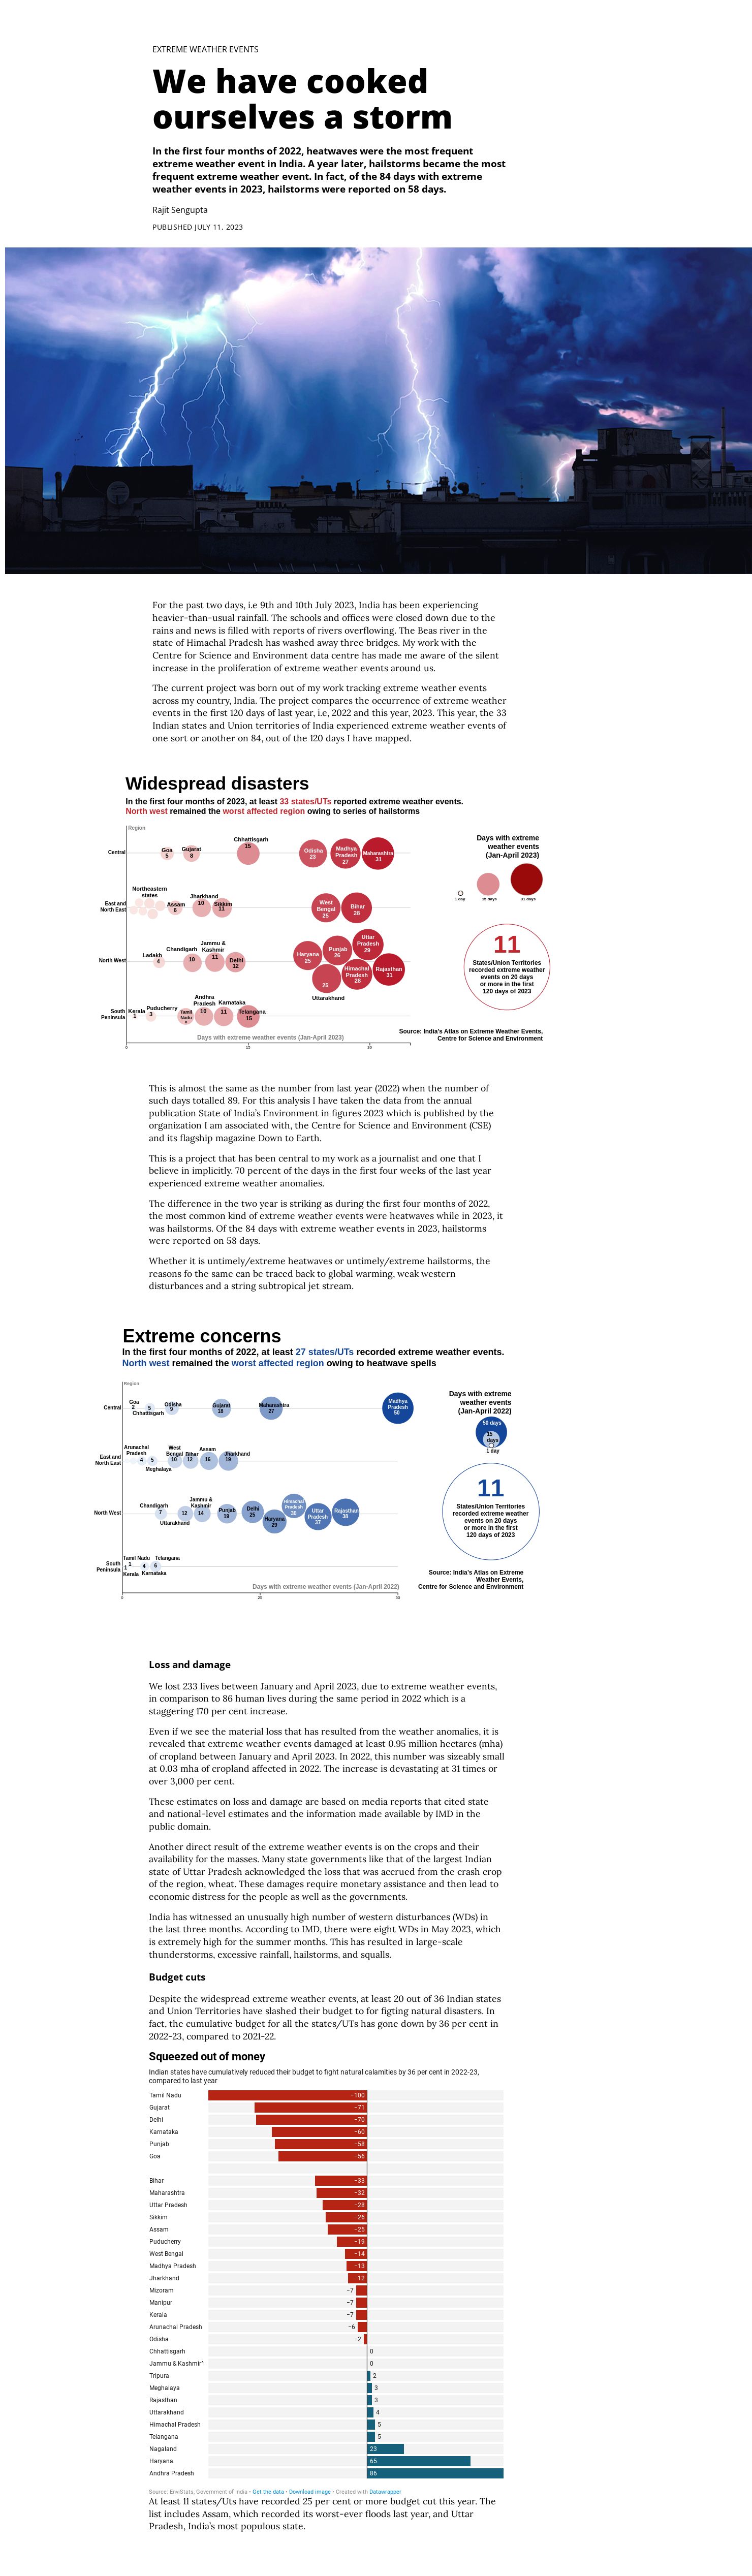 EXTREME WEATHER EVENTS
We have cooked
ourselves a storm
In the first four months of 2022, heatwaves were the most frequent
extreme weather event in India. A year later, hailstorms became the most
frequent extreme weather event. In fact, of the 84 days with extreme
weather events in 2023, hailstorms were reported on 58 days.
Rajit Sengupta
PUBLISHED JULY 11, 2023
For the past two days, i.e 9th and 10th July 2023, India has been experiencing
heavier-than-usual rainfall. The schools and offices were closed down due to the
rains and news is filled with reports of rivers overflowing. The Beas river in the
state of Himachal Pradesh has washed away three bridges. My work with the
Centre for Science and Environment data centre has made me aware of the silent
increase in the proliferation of extreme weather events around us.
The current project was born out of my work tracking extreme weather events
across my country, India. The project compares the occurrence of extreme weather
events in the first 120 days of last year, i.e, 2022 and this year, 2023. This year, the 33
Indian states and Union territories of India experienced extreme weather events of
one sort or another on 84, out of the 120 days I have mapped.
Widespread disasters
In the first four months of 2023, at least 33 states/UTs reported extreme weather events.
North west remained the worst affected region owing to series of hailstorms
Region
Central
Goa
5
Gujarat
8
Chhattisgarh
15
Odisha
23
Madhya
Pradesh
27
Maharashtra
31
East and
North East
Northeastern
states
Assam
6
Jharkhand
10
Sikkim
11
West
Bengal
25
Bihar
28
North West
Ladakh
4
Chandigarh
10
Jammu &
Kashmir
11
Delhi
12
Haryana
25
Punjab
26
Uttar
Pradesh
29
25
Uttarakhand
Himachal
Pradesh
28
Rajasthan
31
South
Peninsula
Kerala
1
Puducherry
3
Tamil
Nadu
Andhra
Pradesh
10
Karnataka
11
Telangana
15
Days with extreme weather events (Jan-April 2023)
0
15
30
Days with extreme
weather events
(Jan-April 2023)
1 day
15 days
31 days
11
States/Union Territories
recorded extreme weather
events on 20 days
or more in the first
120 days of 2023
Source: India's Atlas on Extreme Weather Events,
Centre for Science and Environment
This is almost the same as the number from last year (2022) when the number of
such days totalled 89. For this analysis I have taken the data from the annual
publication State of India's Environment in figures 2023 which is published by the
organization I am associated with, the Centre for Science and Environment (CSE)
and its flagship magazine Down to Earth.
This is a project that has been central to my work as a journalist and one that I
believe in implicitly. 70 percent of the days in the first four weeks of the last year
experienced extreme weather anomalies.
The difference in the two year is striking as during the first four months of 2022,
the most common kind of extreme weather events were heatwaves while in 2023, it
was hailstorms. Of the 84 days with extreme weather events in 2023, hailstorms
were reported on 58 days.
Whether it is untimely/extreme heatwaves or untimely/extreme hailstorms, the
reasons fo the same can be traced back to global warming, weak western
disturbances and a string subtropical jet stream.
Extreme concerns
In the first four months of 2022, at least 27 states/UTs recorded extreme weather events.
North west remained the worst affected region owing to heatwave spells
Region
Central
Goa
2
5
Chhattisgarh
Odisha
9
Gujarat
18
Maharashtra
27
Madhya
Pradesh
50
East and
North East
Arunachal
Pradesh
4
5
Meghalaya
West
Bengal
10
Bihar
12
Assam
16
Jharkhand
19
North West
Chandigarh
7
12
Uttarakhand
Jammu &
Kashmir
14
Punjab
19
Delhi
25
Haryana
29
Himachal
Pradesh
30
Uttar
Pradesh
37
Rajasthan
38
South
Peninsula
Tamil Nadu
1
1
Kerala
4
Karnataka
Telangana
6
Days with extreme weather events (Jan-April 2022)
0
25
50
Days with extreme
weather events
(Jan-April 2022)
50 days
15
days
1 day
11
States/Union Territories
recorded extreme weather
events on 20 days
or more in the first
120 days of 2023
Source: India's Atlas on Extreme
Weather Events,
Centre for Science and Environment
Loss and damage
We lost 233 lives between January and April 2023, due to extreme weather events,
in comparison to 86 human lives during the same period in 2022 which is a
staggering 170 per cent increase.
Even if we see the material loss that has resulted from the weather anomalies, it is
revealed that extreme weather events damaged at least 0.95 million hectares (mha)
of cropland between January and April 2023. In 2022, this number was sizeably small
at 0.03 mha of cropland affected in 2022. The increase is devastating at 31 times or
over 3,000 per cent.
These estimates on loss and damage are based on media reports that cited state
and national-level estimates and the information made available by IMD in the
public domain.
Another direct result of the extreme weather events is on the crops and their
availability for the masses. Many state governments like that of the largest Indian
state of Uttar Pradesh acknowledged the loss that was accrued from the crash crop
of the region, wheat. These damages require monetary assistance and then lead to
economic distress for the people as well as the governments.
India has witnessed an unusually high number of western disturbances (WDs) in
the last three months. According to IMD, there were eight WDs in May 2023, which
is extremely high for the summer months. This has resulted in large-scale
thunderstorms, excessive rainfall, hailstorms, and squalls.
Budget cuts
Despite the widespread extreme weather events, at least 20 out of 36 Indian states
and Union Territories have slashed their budget to for figting natural disasters. In
fact, the cumulative budget for all the states/UTs has gone down by 36 per cent in
2022-23, compared to 2021-22.
Squeezed out of money
Indian states have cumulatively reduced their budget to fight natural calamities by 36 per cent in 2022-23,
compared to last year
Tamil Nadu −100
Gujarat −71
Delhi −70
Karnataka −60
Punjab −58
Goa −56
Bihar −33
Maharashtra −32
Uttar Pradesh −28
Sikkim −26
Assam −25
Puducherry −19
West Bengal −14
Madhya Pradesh −13
Jharkhand −12
Mizoram −7
Manipur −7
Kerala −7
Arunachal Pradesh −6
Odisha −2
Chhattisgarh 0
Jammu & Kashmir^ 0
Tripura 2
Meghalaya 3
Rajasthan 3
Uttarakhand 4
Himachal Pradesh 5
Telangana 5
Nagaland 23
Haryana 65
Andhra Pradesh 86
Source: EnviStats, Government of India • Get the data • Download image • Created with Datawrapper
At least 11 states/Uts have recorded 25 per cent or more budget cut this year. The
list includes Assam, which recorded its worst-ever floods last year, and Uttar
Pradesh, India's most populous state.